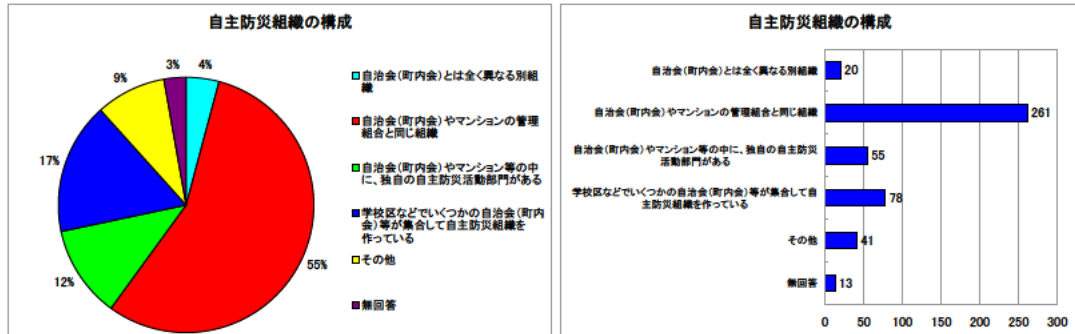 自主防災組織の構成
3%
4%
9%
17%
12%
55%
自治会(町内会)とは全く異なる別組
織
自治会(町内会)やマンションの管理
組合と同じ組織
自治会(町内会)やマンション等の中
に、独自の自主防災活動部門がある
学校区などでいくつかの自治会(町内
会)等が集合して自主防災組織を
作っている
その他
無回答
自主防災組織の構成
自治会(町内会)とは全く異なる別組織
20
自治会(町内会)やマンションの管理組合と同じ組織
261
自治会(町内会)やマンション等の中に、独自の自主防災
活動部門がある
55
学校区などでいくつかの自治会(町内会)等が集合して自
主防災組織を作っている
78
その他
41
無回答
13
0 50 100 150 200 250 300